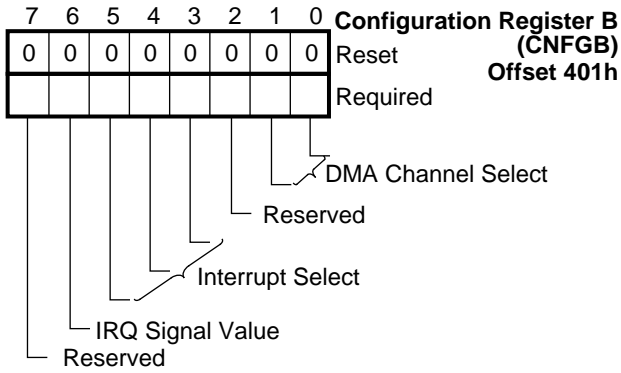 7 6 5 4 3 2 1 0 Configuration Register B
(CNFGB)
0 0 0 0 0 0 0 0 Reset
Offset 401h
Required
DMA Channel Select
Reserved
Interrupt Select
IRQ Signal Value
Reserved